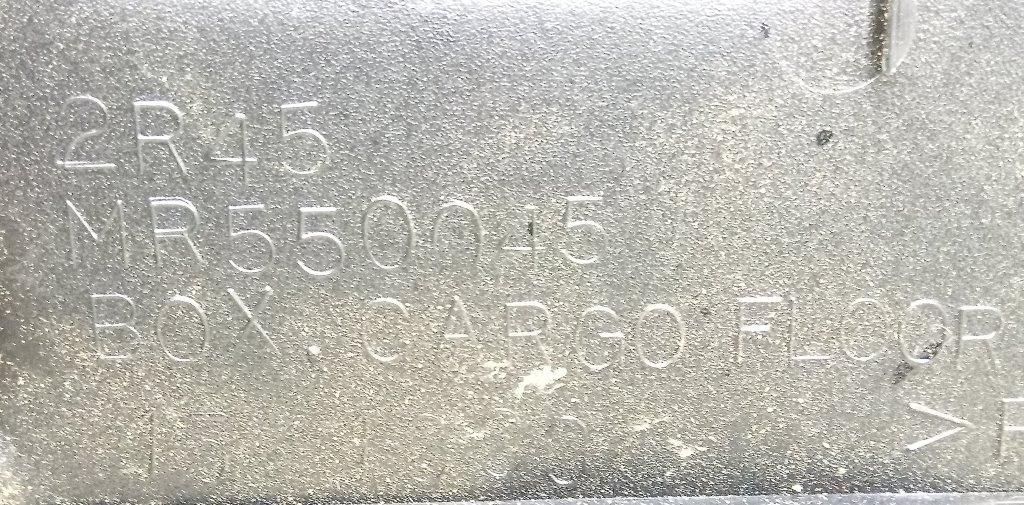 2R45
MR550045
BOX, CARGO FLOOR
>P